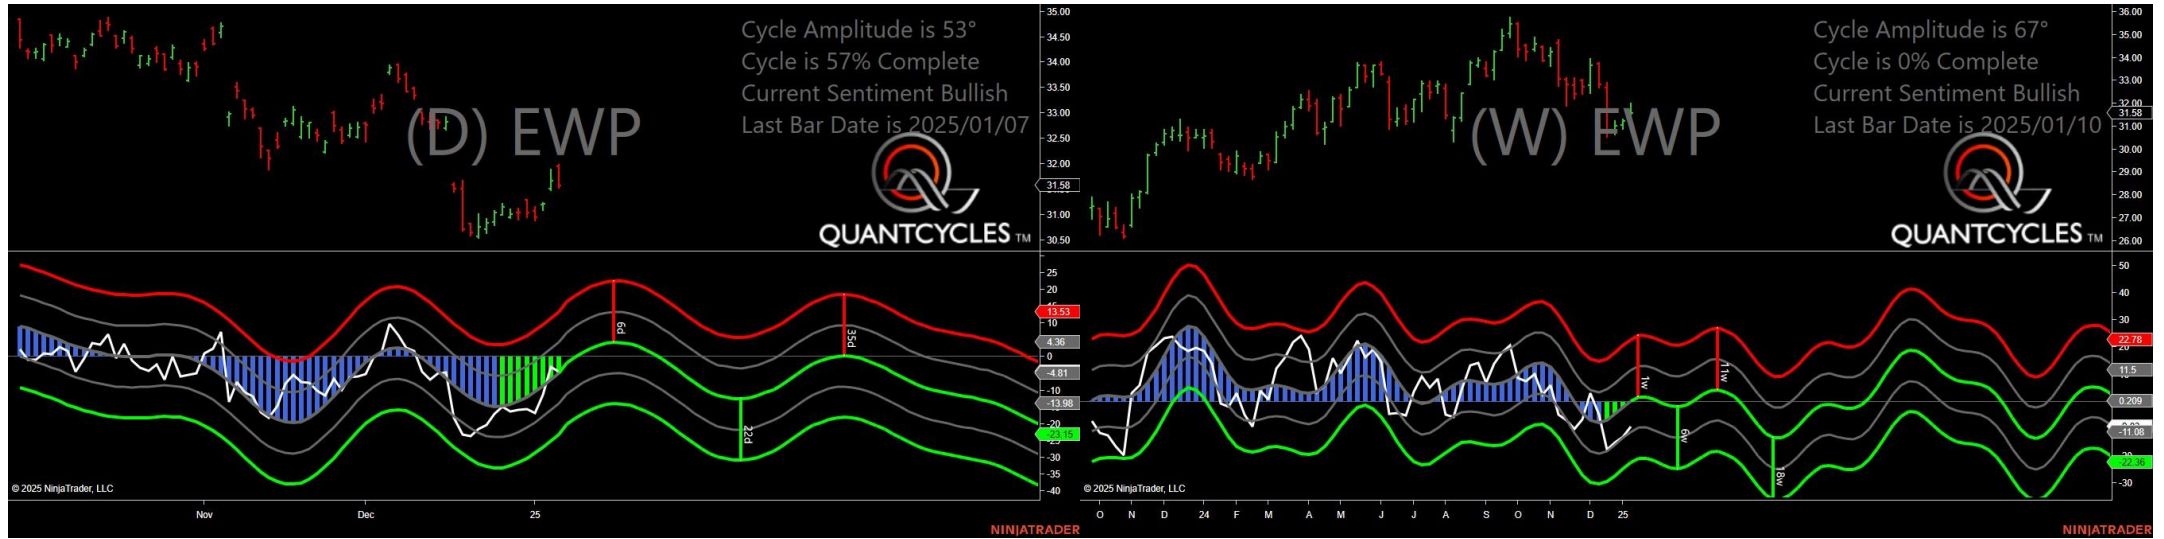 Cycle Amplitude is 53°
Cycle is 57% Complete
Current Sentiment Bullish
Last Bar Date is 2025/01/07
(D) EWP
QUANTCYCLES TM
35.00
34.50
34.00
33.50
33.00
32.50
32.00
31.58
31.00
30.50
25
20
15
13.53
10
4.36
0
-4.81
-10
-13.98
-20
-23.15
-30
-35
-40
6d
22d
35d
© 2025 NinjaTrader, LLC
Nov Dec 25
NINJATRADER
Cycle Amplitude is 67°
Cycle is 0% Complete
Current Sentiment Bullish
Last Bar Date is 2025/01/10
(W) EWP
QUANTCYCLES TM
36.00
35.00
34.00
33.00
32.00
31.58
31.00
30.00
29.00
28.00
27.00
26.00
50
40
30
22.78
20
11.5
0.209
-11.08
-22.36
-30
1w
6w
11w
18w
© 2025 NinjaTrader, LLC
O N D 24 F M A M J J A S O N D 25
NINJATRADER